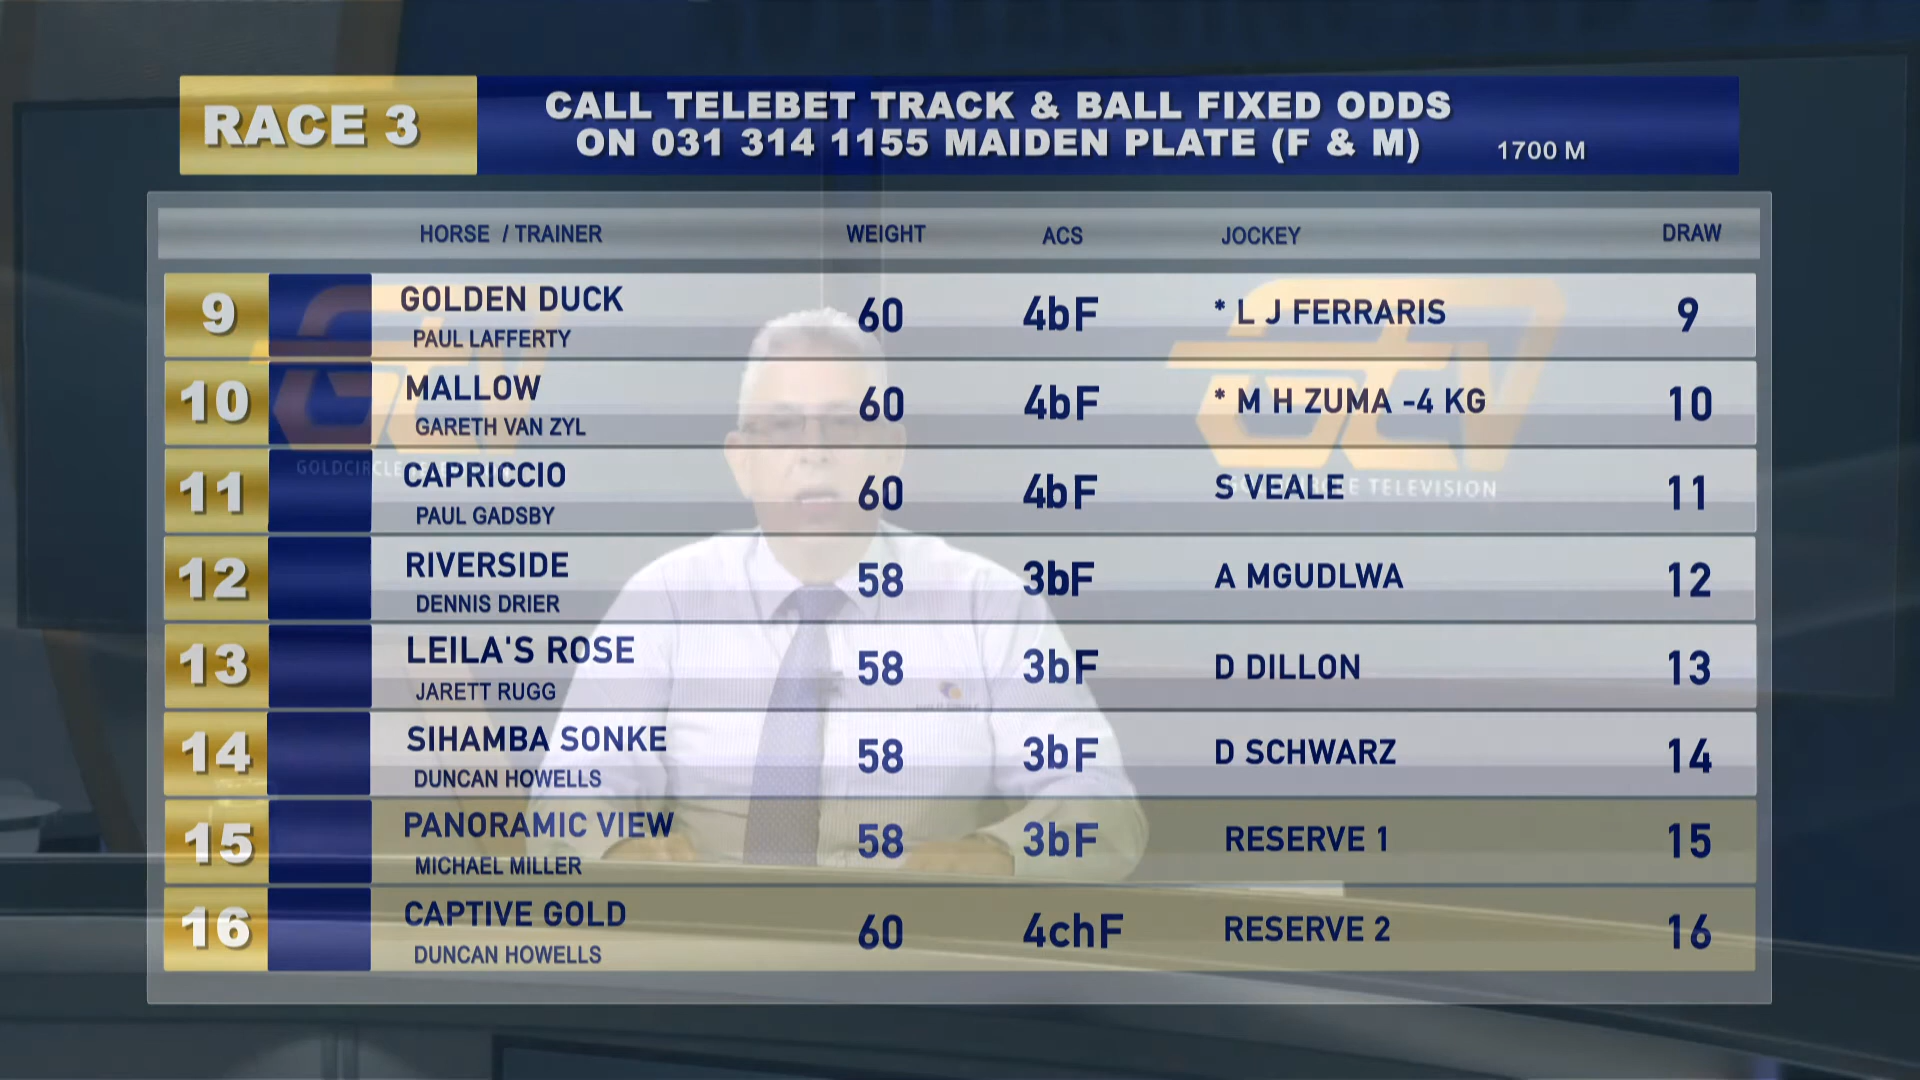 RACE 3
CALL TELEBET TRACK & BALL FIXED ODDS
ON 031 314 1155 MAIDEN PLATE (F & M) 1700 M
HORSE / TRAINER WEIGHT ACS JOCKEY DRAW
9 GOLDEN DUCK 60 4bF * L J FERRARIS 9
PAUL LAFFERTY
10 MALLOW 60 4bF * M H ZUMA -4 KG 10
GARETH VAN ZYL
11 CAPRICCIO 60 4bF S VEALE 11
PAUL GADSBY
12 RIVERSIDE 58 3bF A MGUDLWA 12
DENNIS DRIER
13 LEILA'S ROSE 58 3bF D DILLON 13
JARETT RUGG
14 SIHAMBA SONKE 58 3bF D SCHWARZ 14
DUNCAN HOWELLS
15 PANORAMIC VIEW 58 3bF RESERVE 1 15
MICHAEL MILLER
16 CAPTIVE GOLD 60 4chF RESERVE 2 16
DUNCAN HOWELLS
GTV
TELEVISION